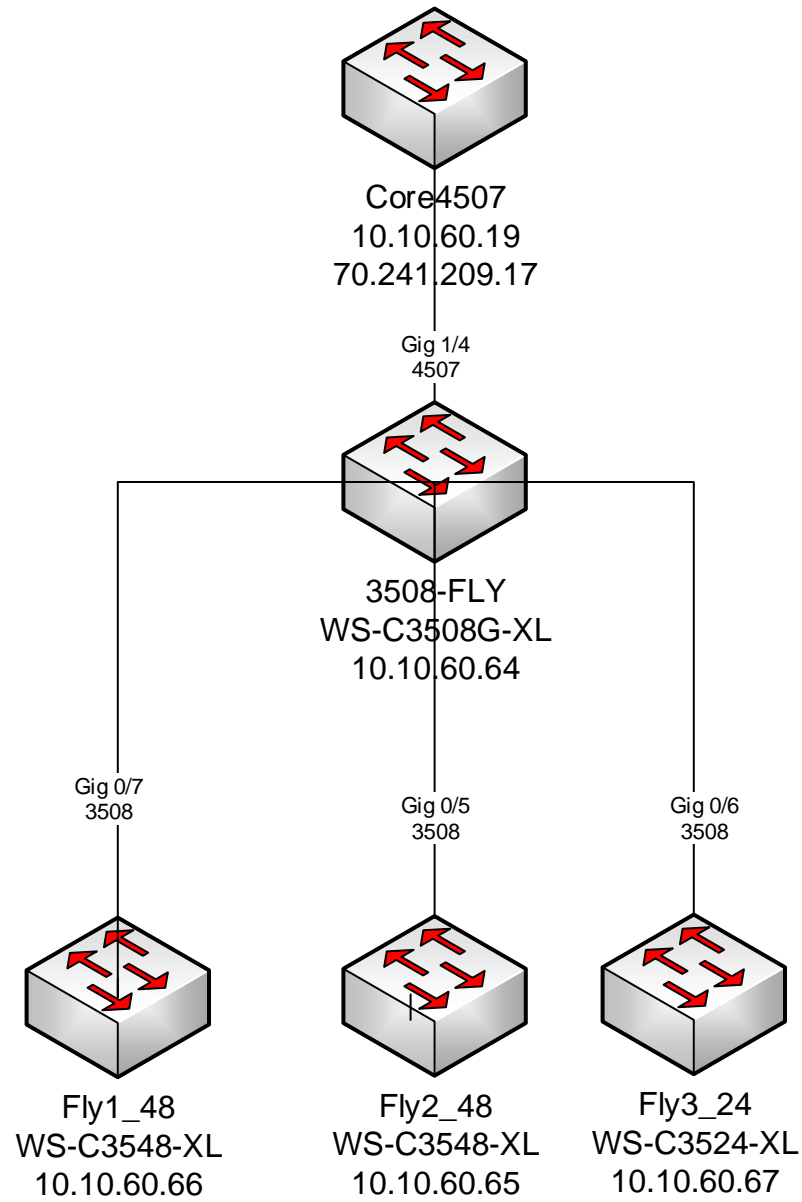 Core4507
10.10.60.19
70.241.209.17
Gig 1/4
4507
3508-FLY
WS-C3508G-XL
10.10.60.64
Gig 0/7
3508
Gig 0/5
3508
Gig 0/6
3508
Fly1_48
WS-C3548-XL
10.10.60.66
Fly2_48
WS-C3548-XL
10.10.60.65
Fly3_24
WS-C3524-XL
10.10.60.67